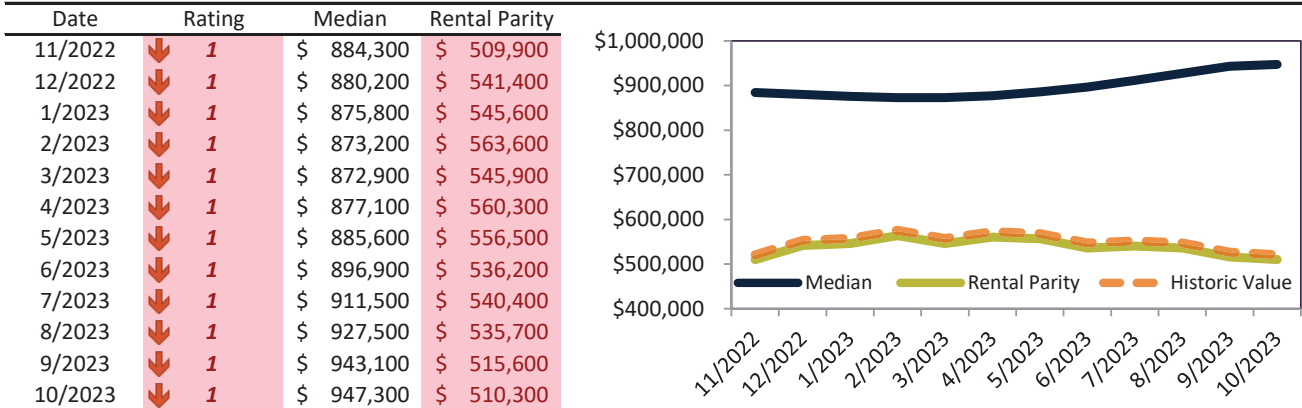 Date Rating Median Rental Parity
11/2022 1 $ 884,300 $ 509,900
12/2022 1 $ 880,200 $ 541,400
1/2023 1 $ 875,800 $ 545,600
2/2023 1 $ 873,200 $ 563,600
3/2023 1 $ 872,900 $ 545,900
4/2023 1 $ 877,100 $ 560,300
5/2023 1 $ 885,600 $ 556,500
6/2023 1 $ 896,900 $ 536,200
7/2023 1 $ 911,500 $ 540,400
8/2023 1 $ 927,500 $ 535,700
9/2023 1 $ 943,100 $ 515,600
10/2023 1 $ 947,300 $ 510,300
$1,000,000
$900,000
$800,000
$700,000
$600,000
$500,000
$400,000
Median Rental Parity Historic Value
11/2022 12/2022 1/2023 2/2023 3/2023 4/2023 5/2023 6/2023 7/2023 8/2023 9/2023 10/2023